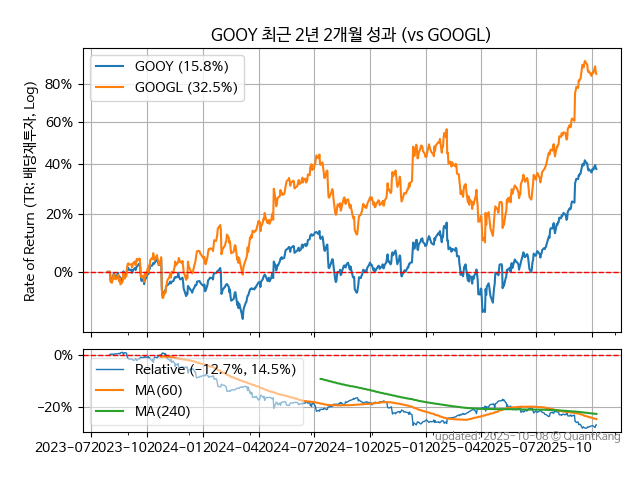 GOOY 최근 2년 2개월 성과 (vs GOOGL)
GOOY (15.8%)
GOOGL (32.5%)
Rate of Return (TR: 배당재투자, Log)
80%
60%
40%
20%
0%
0%
−20%
Relative (−12.7%, 14.5%)
MA(60)
MA(240)
updated: 2025-10-08 © QuantKang
2023-07 2023-10 2024-01 2024-04 2024-07 2024-10 2025-01 2025-04 2025-07 2025-10